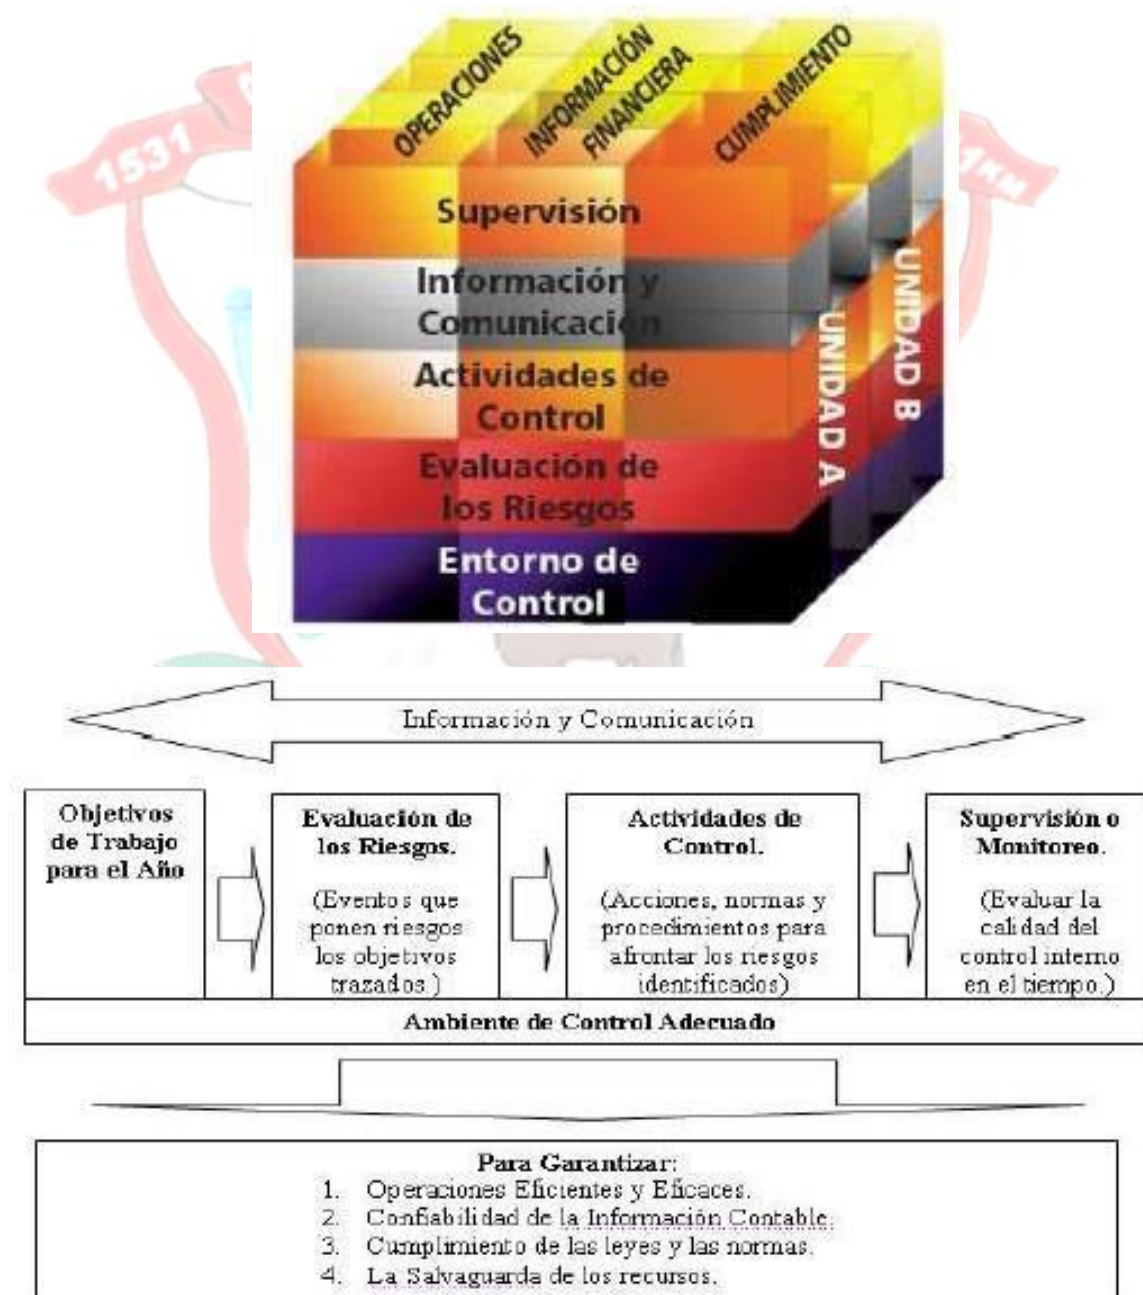 OPERACIONES
INFORMACIÓN
FINANCIERA
CUMPLIMIENTO
Supervisión
Información y
Comunicación
Actividades de
Control
Evaluación de
los Riesgos
Entorno de
Control
UNIDAD A
UNIDAD B
1531
1KM
Información y Comunicación
Objetivos
de Trabajo
para el Año
Evaluación de
los Riesgos.
(Eventos que
ponen riesgos
los objetivos
trazados.)
Actividades de
Control.
(Acciones, normas y
procedimientos para
afrontar los riesgos
identificados)
Supervisión o
Monitoreo.
(Evaluar la
calidad del
control interno
en el tiempo.)
Ambiente de Control Adecuado
Para Garantizar:
1. Operaciones Eficientes y Eficaces.
2. Confiabilidad de la Información Contable.
3. Cumplimiento de las leyes y las normas.
4. La Salvaguarda de los recursos.